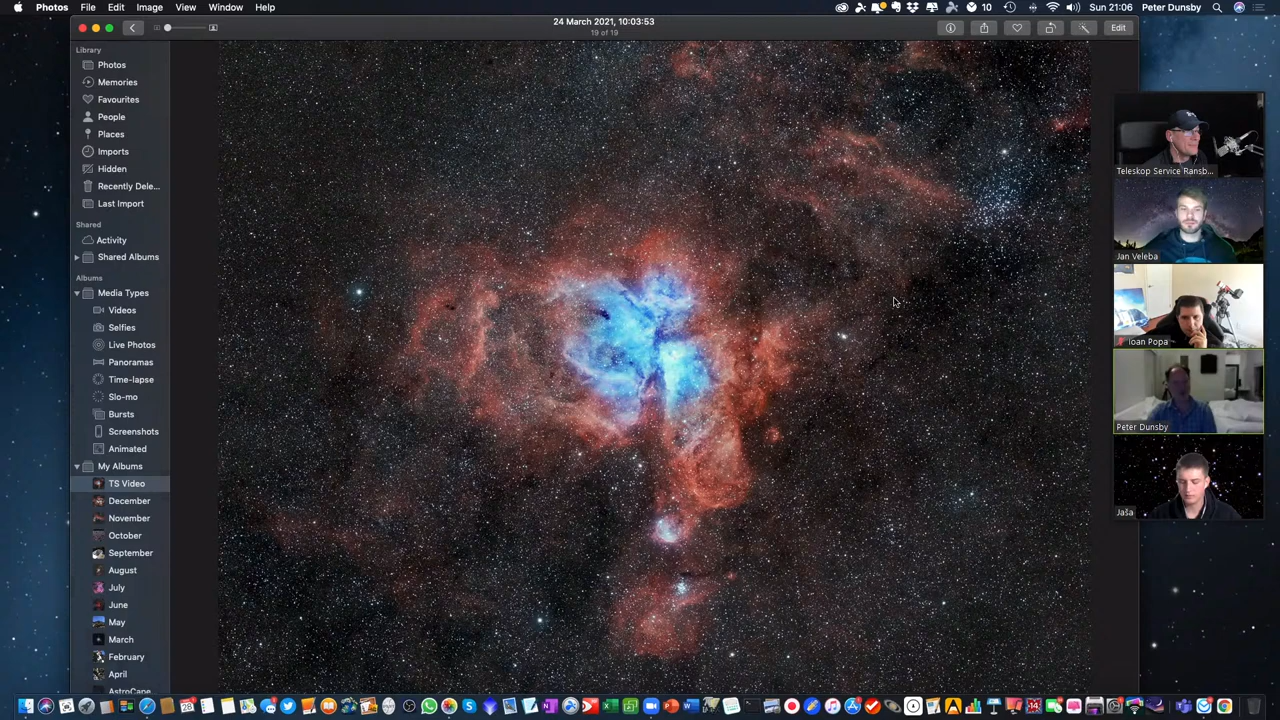 Photos File Edit Image View Window Help 10 Sun 21:06 Peter Dunsby
24 March 2021, 10:03:53
19 of 19
Edit
Library
Photos
Memories
Favourites
People
Places
Imports
Hidden
Recently Dele...
Last Import
Shared
Activity
Shared Albums
Albums
Media Types
Videos
Selfies
Live Photos
Panoramas
Time-lapse
Slo-mo
Bursts
Screenshots
Animated
My Albums
TS Video
December
November
October
September
August
July
June
May
March
February
April
AstroCape
Teleskop Service Ransb...
Jan Veleba
Ioan Popa
Peter Dunsby
Jaša